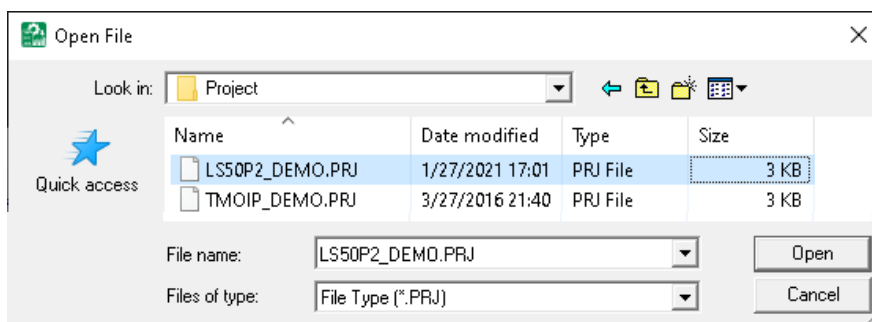 Open File
Look in: Project
Name Date modified Type Size
LS50P2_DEMO.PRJ 1/27/2021 17:01 PRJ File 3 KB
TMOIP_DEMO.PRJ 3/27/2016 21:40 PRJ File 3 KB
Quick access
File name: LS50P2_DEMO.PRJ Open
Files of type: File Type (*.PRJ) Cancel